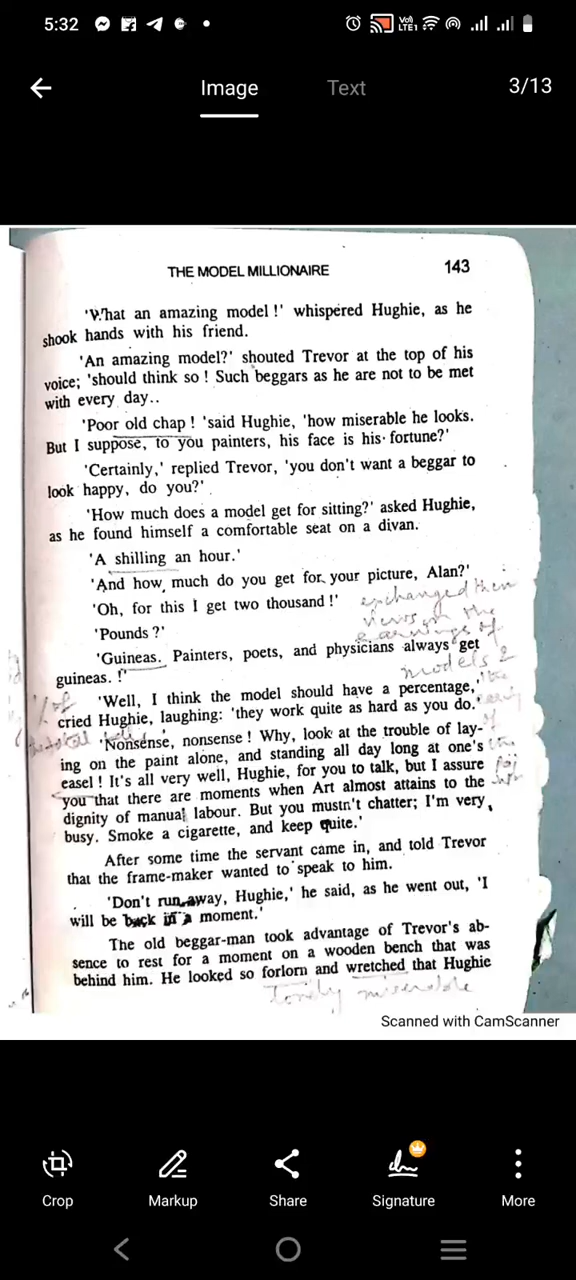 5:32
Vo) LTE1
Image
Text
3/13
THE MODEL MILLIONAIRE
143
'What an amazing model !' whispered Hughie, as he
shook hands with his friend.
'An amazing model?' shouted Trevor at the top of his
voice; 'should think so ! Such beggars as he are not to be met
with every day..
'Poor old chap ! 'said Hughie, 'how miserable he looks.
But I suppose, to you painters, his face is his fortune?'
'Certainly,' replied Trevor, 'you don't want a beggar to
look happy, do you?'
'How much does a model get for sitting?' asked Hughie,
as he found himself a comfortable seat on a divan.
'A shilling an hour.'
'And how much do you get for your picture, Alan?'
'Oh, for this I get two thousand !'
exchanged their
views on the
'Pounds ?'
earnings of
'Guineas. Painters, poets, and physicians always get
guineas. !'
models &
'Well, I think the model should have a percentage,'
% of
cried Hughie, laughing: 'they work quite as hard as you do.'
'Nonsense, nonsense ! Why, look at the trouble of lay-
ing on the paint alone, and standing all day long at one's
easel ! It's all very well, Hughie, for you to talk, but I assure
you that there are moments when Art almost attains to the
dignity of manual labour. But you mustn't chatter; I'm very
busy. Smoke a cigarette, and keep quite.'
After some time the servant came in, and told Trevor
that the frame-maker wanted to speak to him.
'Don't run away, Hughie,' he said, as he went out, 'I
will be back in a moment.'
The old beggar-man took advantage of Trevor's ab-
sence to rest for a moment on a wooden bench that was
behind him. He looked so forlorn and wretched that Hughie
lonely miserable
Scanned with CamScanner
Crop
Markup
Share
Signature
More